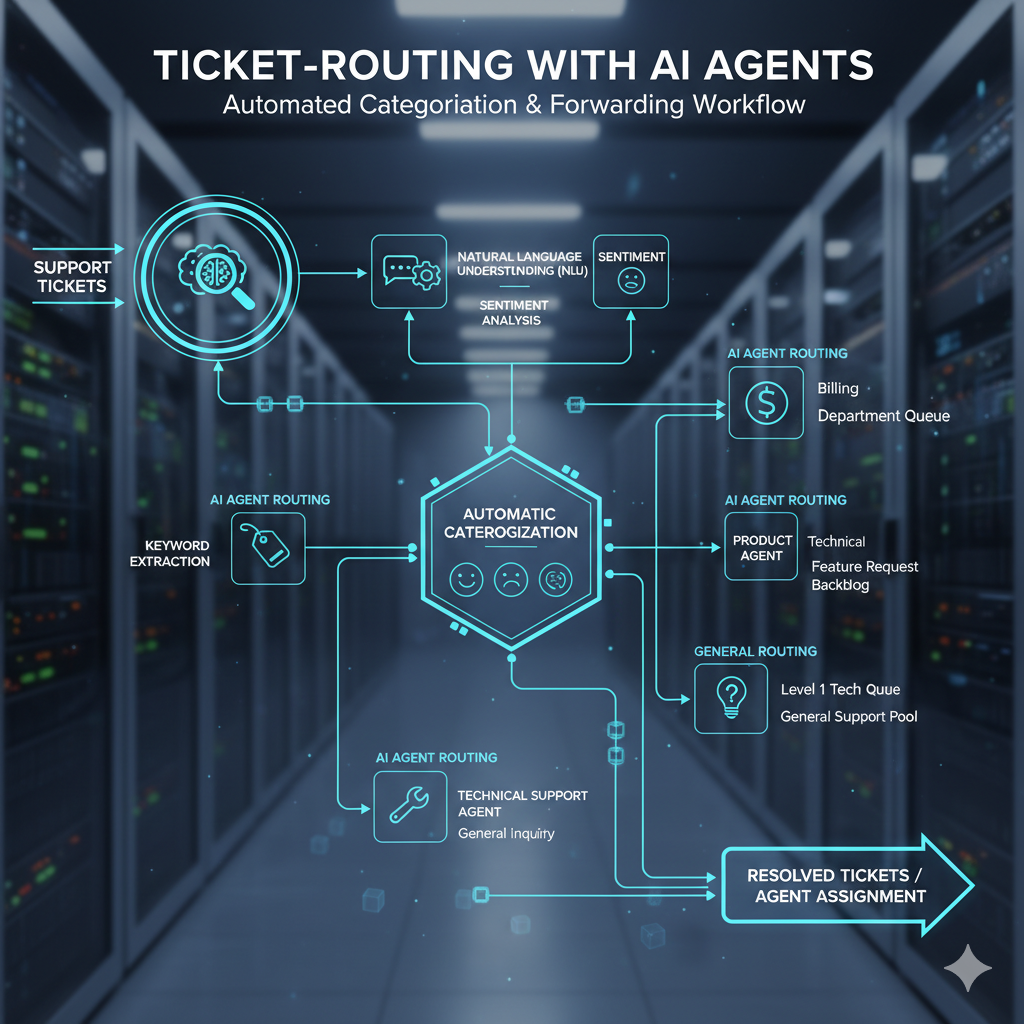 TICKET-ROUTING WITH AI AGENTS
Automated Categoriation & Forwarding Workflow
SUPPORT
TICKETS
NATURAL LANGUAGE
UNDERSTUNDING (NLU)
SENTIMENT
ANALYSIS
SENTIMENT
AI AGENT ROUTING
$
Billing
Department Queue
AI AGENT ROUTING
KEYWORD
EXTRACTION
AUTOMATIC
CATEROGIZATION
AI AGENT ROUTING
PRODUCT
AGENT
Technical
Feature Request
Backblog
GENERAL ROUTING
?
Level 1 Tech Quue
General Support Pool
AI AGENT ROUTING
TECHNICAL SUPPORT
AGENT
General Inquiry
RESOLVED TICKETS /
AGENT ASSIGNMENT